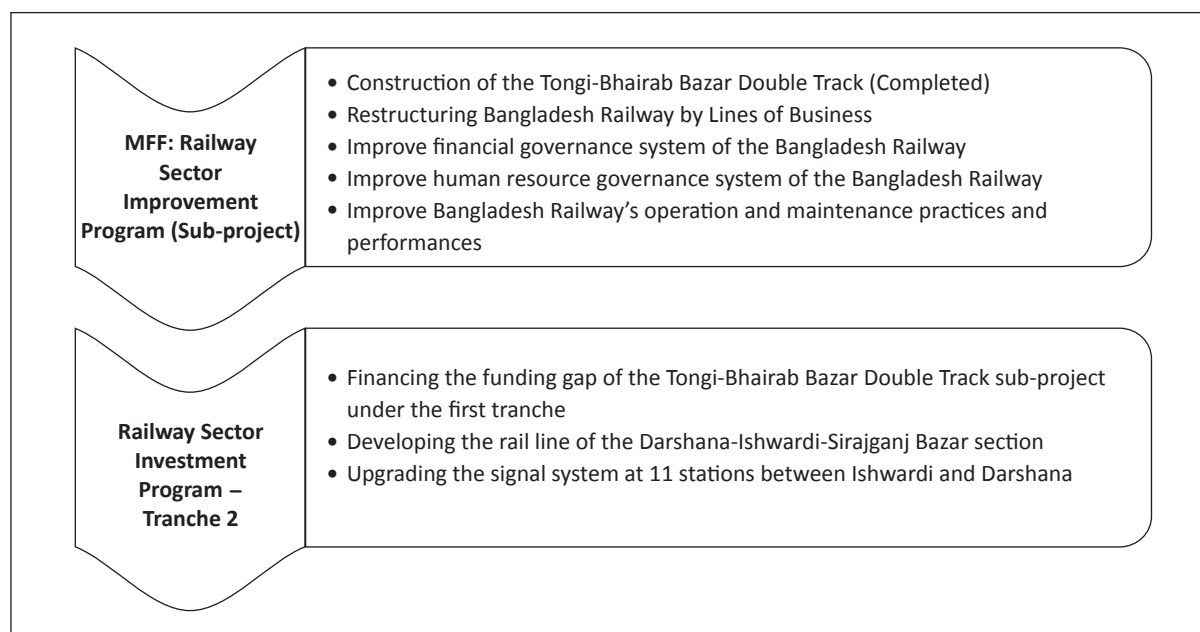 MFF: Railway
Sector
Improvement
Program (Sub-project)
• Construction of the Tongi-Bhairab Bazar Double Track (Completed)
• Restructuring Bangladesh Railway by Lines of Business
• Improve financial governance system of the Bangladesh Railway
• Improve human resource governance system of the Bangladesh Railway
• Improve Bangladesh Railway’s operation and maintenance practices and
performances
Railway Sector
Investment
Program –
Tranche 2
• Financing the funding gap of the Tongi-Bhairab Bazar Double Track sub-project
under the first tranche
• Developing the rail line of the Darshana-Ishwardi-Sirajganj Bazar section
• Upgrading the signal system at 11 stations between Ishwardi and Darshana